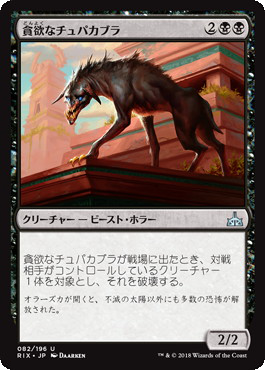 どんよく
貪欲なチュパカブラ 2
クリーチャー — ビースト・ホラー
貪欲なチュパカブラが戦場に出たとき、対戦
相手がコントロールしているクリーチャー
1体を対象とし、それを破壊する。
オラーズカが開くと、不滅の太陽以外にも多数の恐怖が解
放された。
2/2
082/196 U
RIX・JP DAARKEN
™ & © 2018 Wizards of the Coast